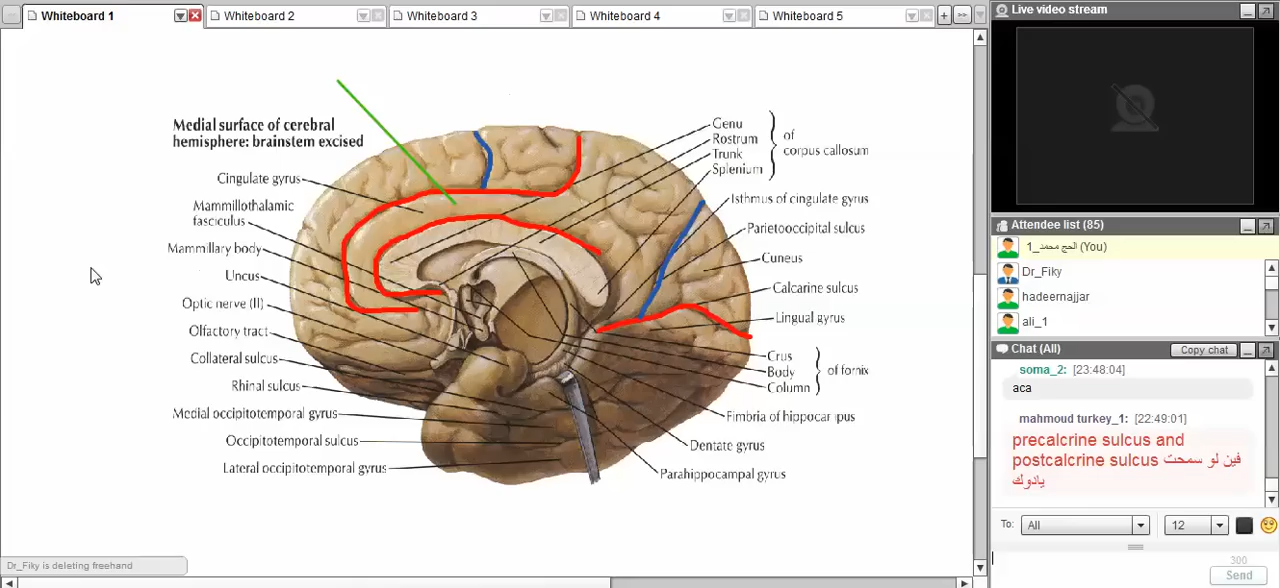 Whiteboard 1
Whiteboard 2
Whiteboard 3
Whiteboard 4
Whiteboard 5
Live video stream
Medial surface of cerebral
hemisphere: brainstem excised
Cingulate gyrus
Mammillothalamic
fasciculus
Mammillary body
Uncus
Optic nerve (II)
Olfactory tract
Collateral sulcus
Rhinal sulcus
Medial occipitotemporal gyrus
Occipitotemporal sulcus
Lateral occipitotemporal gyrus
Genu
Rostrum
Trunk
Splenium
of
corpus callosum
Isthmus of cingulate gyrus
Parietooccipital sulcus
Cuneus
Calcarine sulcus
Lingual gyrus
Crus
Body
Column
of fornix
Fimbria of hippocampus
Dentate gyrus
Parahippocampal gyrus
Dr_Fiky is deleting freehand
Attendee list (85)
الحج محمد_1 (You)
Dr_Fiky
hadeernajjar
ali_1
Chat (All)
Copy chat
soma_2: [23:48:04]
aca
mahmoud turkey_1: [22:49:01]
precalcrine sulcus and
postcalcrine sulcus فين لو سمحت
يادوك
To:
All
12
300
Send